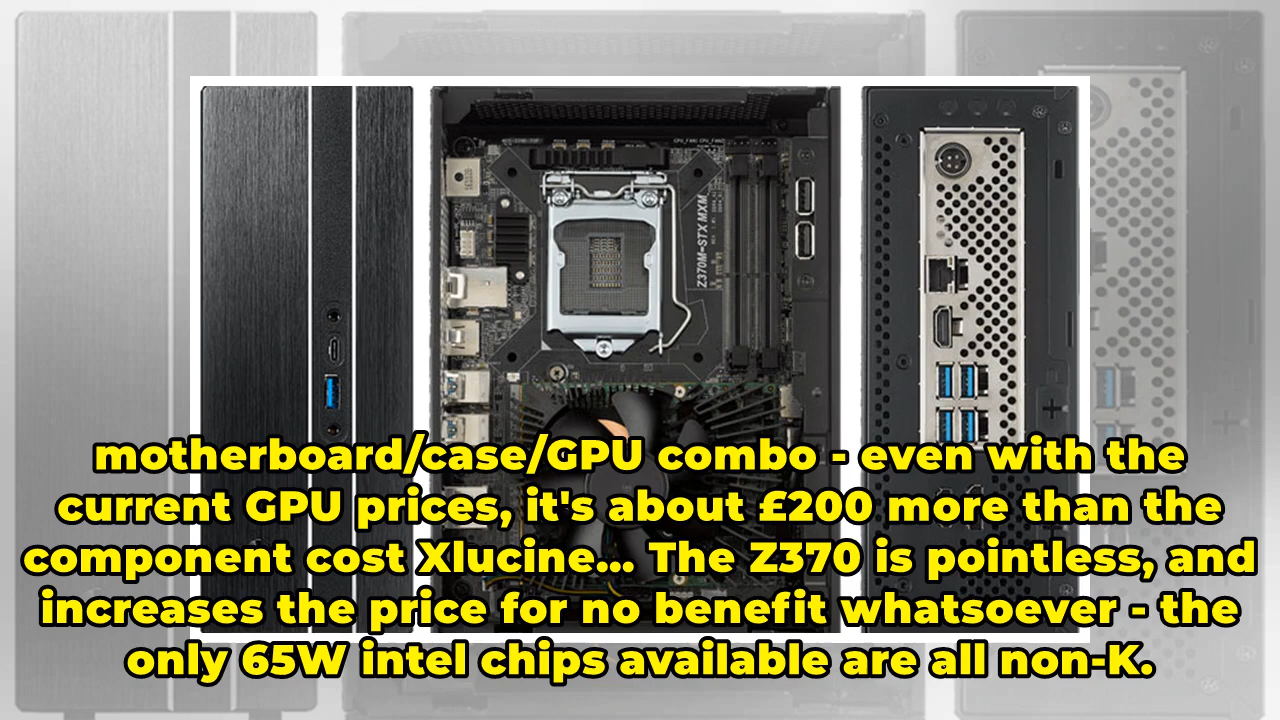 CPU_FAN1 CPU_FAN2
Z370M-STX MXM
motherboard/case/GPU combo - even with the
current GPU prices, it's about £200 more than the
component cost Xlucine... The Z370 is pointless, and
increases the price for no benefit whatsoever - the
only 65W intel chips available are all non-K.